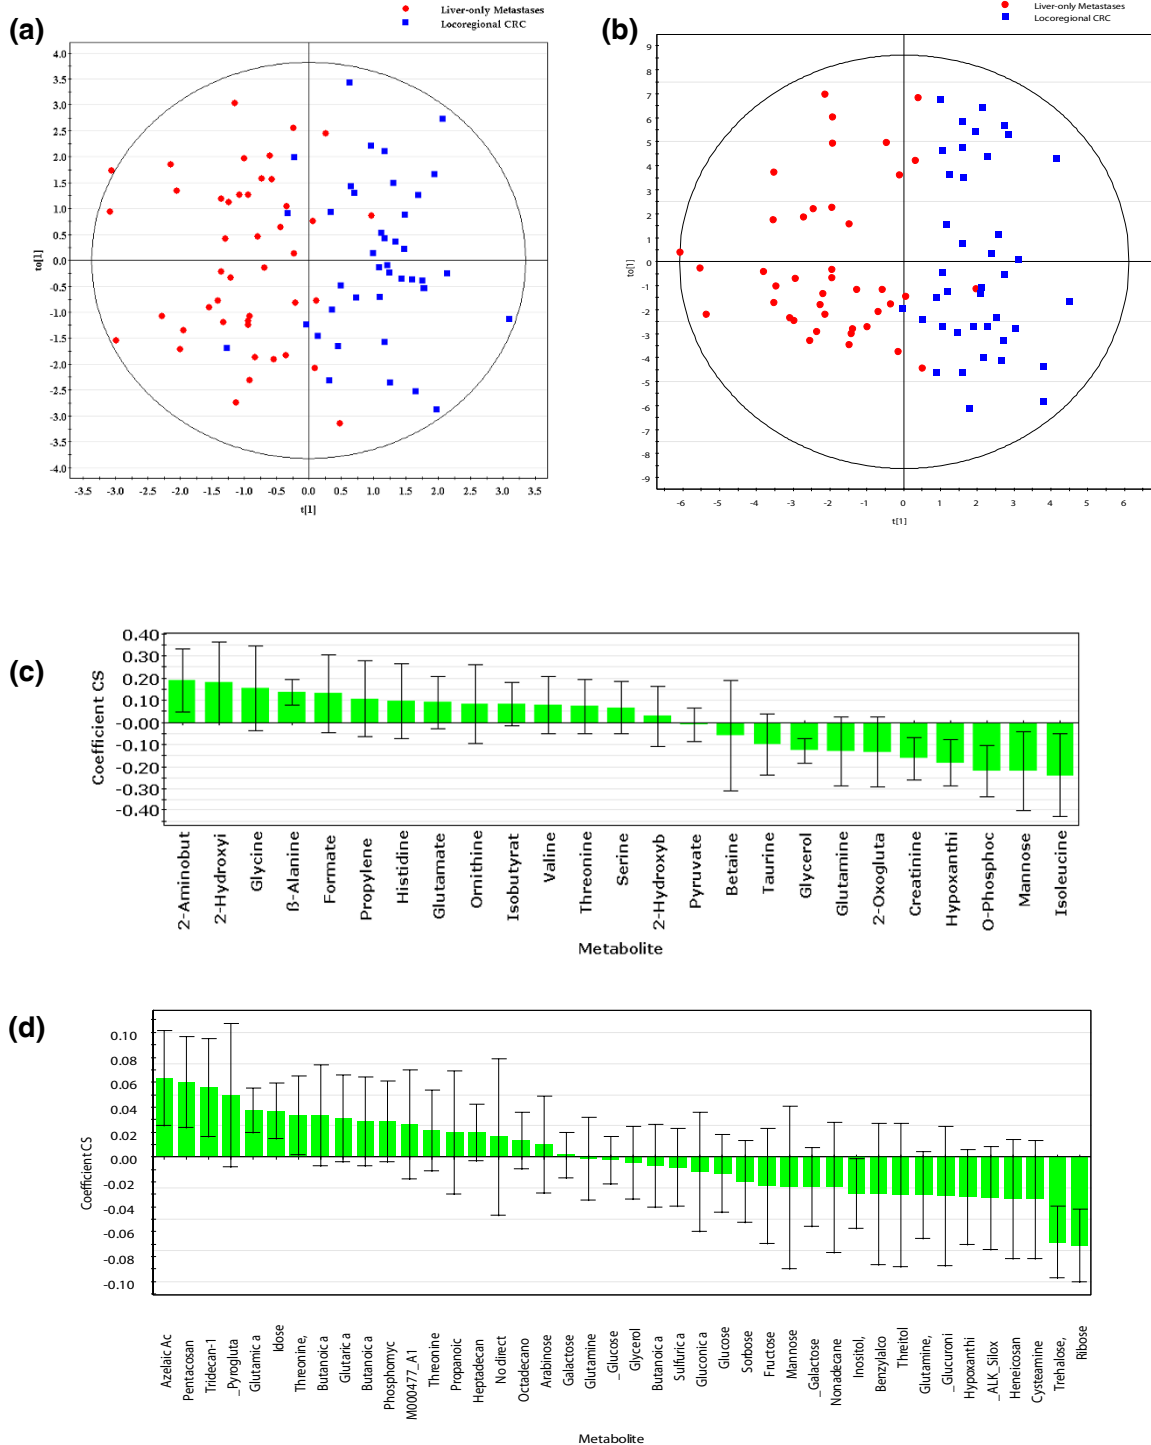 (a)
Liver-only Metastases
Locoregional CRC
4.0
3.5
3.0
2.5
2.0
1.5
1.0
0.5
0.0
-0.5
-1.0
-1.5
-2.0
-2.5
-3.0
-3.5
-4.0
to[1]
-3.5 -3.0 -2.5 -2.0 -1.5 -1.0 -0.5 0.0 0.5 1.0 1.5 2.0 2.5 3.0 3.5
t[1]
(b)
Liver-only Metastases
Locoregional CRC
9
8
7
6
5
4
3
2
1
0
-1
-2
-3
-4
-5
-6
-7
-8
-9
to[1]
-6 -5 -4 -3 -2 -1 0 1 2 3 4 5 6
t[1]
(c)
Coefficient CS
0.40
0.30
0.20
0.10
-0.00
-0.10
-0.20
-0.30
-0.40
2-Aminobut
2-Hydroxyi
Glycine
ß-Alanine
Formate
Propylene
Histidine
Glutamate
Ornithine
Isobutyrat
Valine
Threonine
Serine
2-Hydroxyb
Pyruvate
Betaine
Taurine
Glycerol
Glutamine
2-Oxogluta
Creatinine
Hypoxanthi
O-Phosphoc
Mannose
Isoleucine
Metabolite
(d)
Coefficient CS
0.10
0.08
0.06
0.04
0.02
0.00
-0.02
-0.04
-0.06
-0.08
-0.10
Azelaic Ac
Pentacosan
Tridecan-1
_Pyrogluta
Glutamic a
Idose
Threonine,
Butanoic a
Glutaric a
Butanoic a
Phosphomyc
M000477_A1
Threonine
Propanoic
Heptadecan
No direct
Octadecano
Arabinose
Galactose
Glutamine
_Glucose
Glycerol
Butanoic a
Sulfuric a
Gluconic a
Glucose
Sorbose
Fructose
Mannose
_Galactose
Nonadecane
Inositol,
Benzylalco
Threitol
Glutamine,
_Glucuroni
Hypoxanthi
_ALK_Silox
Heneicosan
Cysteamine
Trehalose,
Ribose
Metabolite